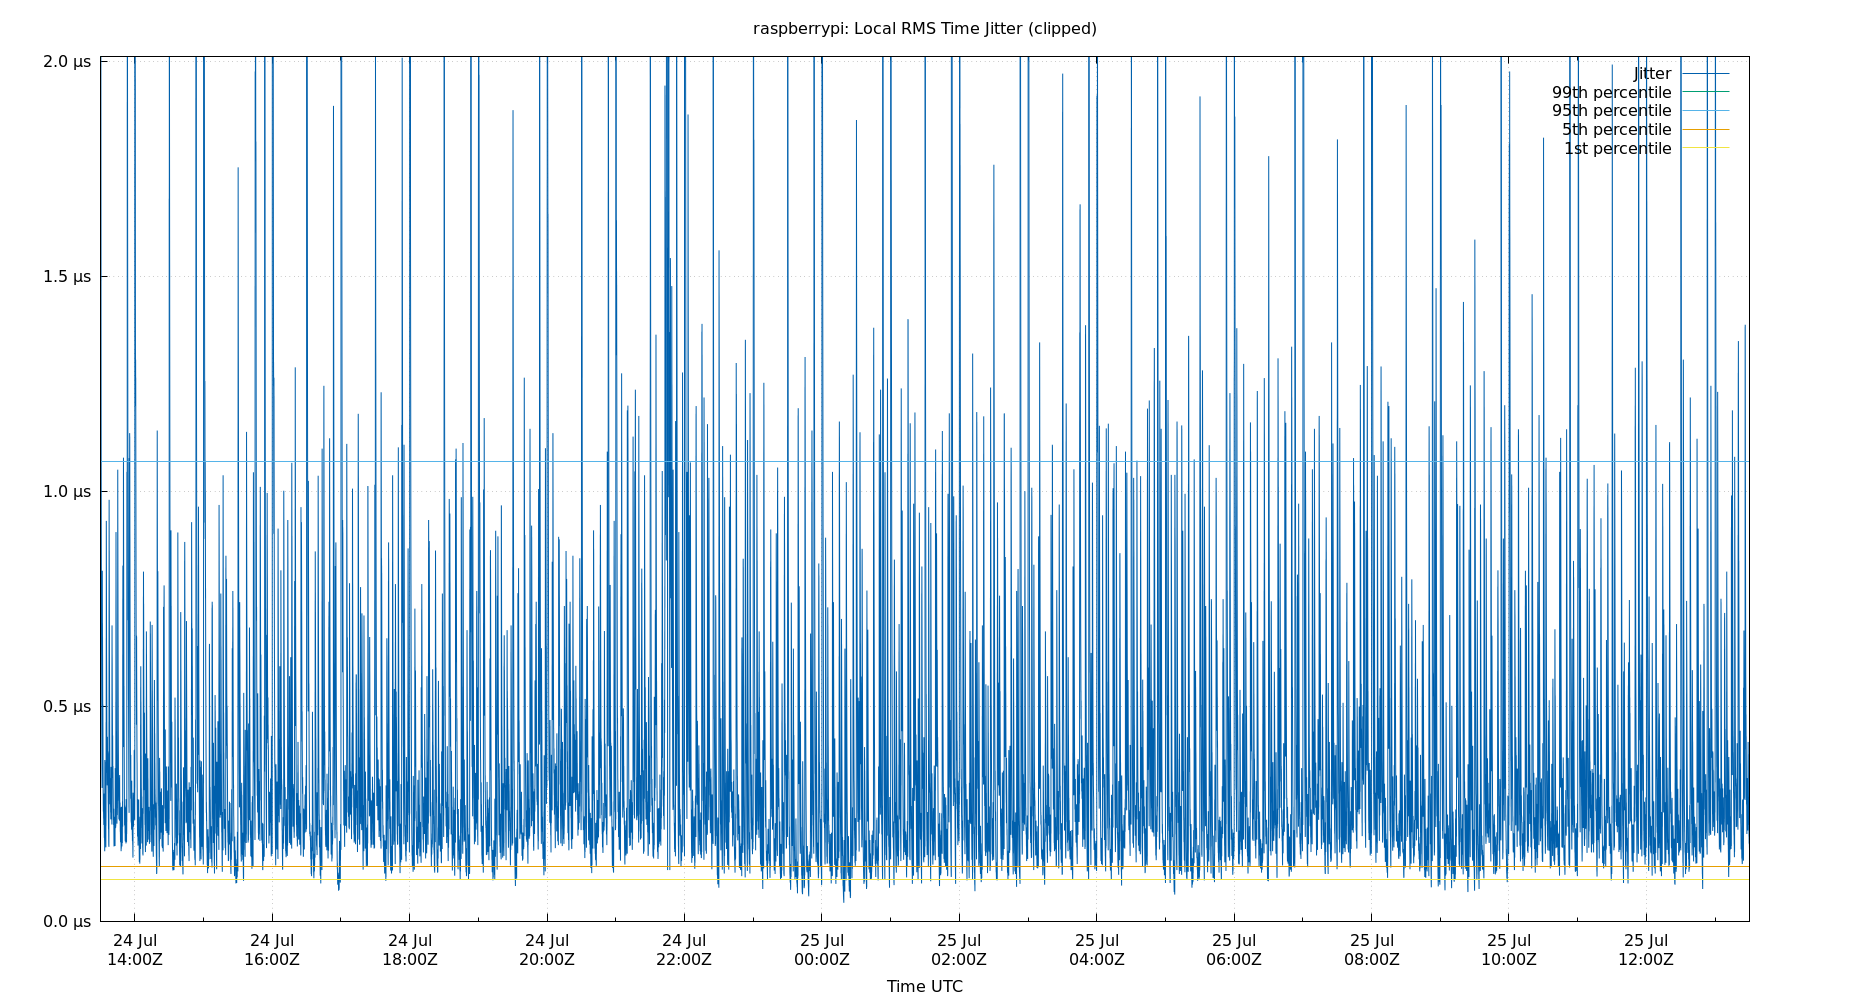 raspberrypi: Local RMS Time Jitter (clipped)
2.0 µs
1.5 µs
1.0 µs
0.5 µs
0.0 µs
Jitter
99th percentile
95th percentile
5th percentile
1st percentile
24 Jul 24 Jul 24 Jul 24 Jul 24 Jul 25 Jul 25 Jul 25 Jul 25 Jul 25 Jul 25 Jul 25 Jul
14:00Z 16:00Z 18:00Z 20:00Z 22:00Z 00:00Z 02:00Z 04:00Z 06:00Z 08:00Z 10:00Z 12:00Z
Time UTC